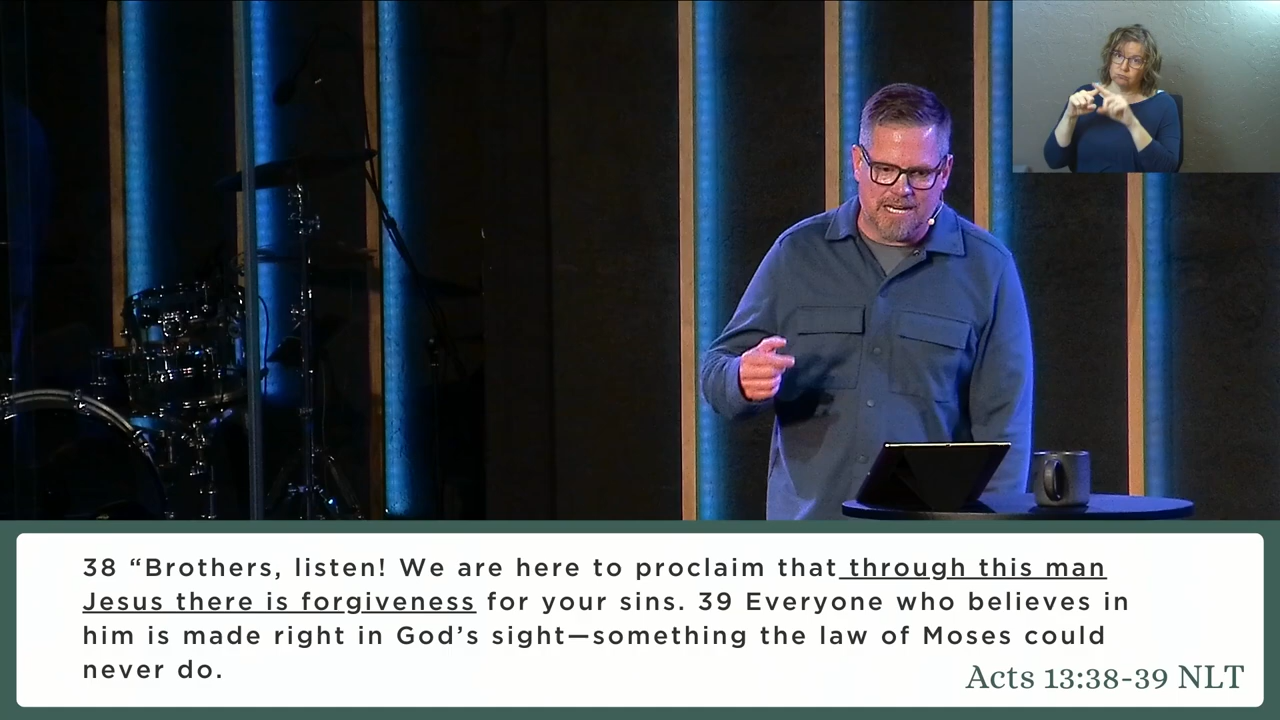 38 “Brothers, listen! We are here to proclaim that through this man
Jesus there is forgiveness for your sins. 39 Everyone who believes in
him is made right in God’s sight—something the law of Moses could
never do.
Acts 13:38-39 NLT